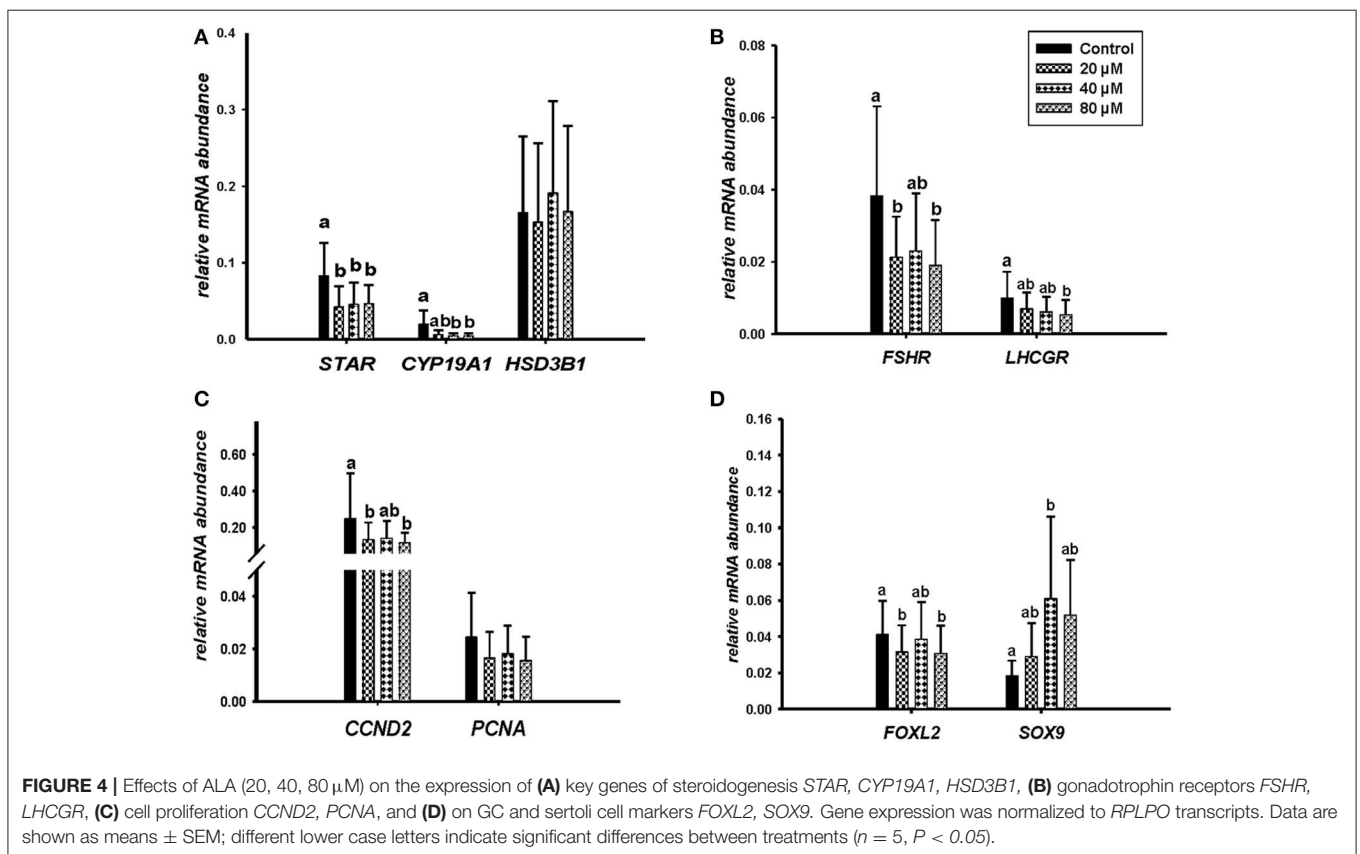 A
relative mRNA abundance
0.4
0.3
0.2
0.1
0.0
a
b b b
a
ab b b
STAR CYP19A1 HSD3B1
B
relative mRNA abundance
0.08
0.06
0.04
0.02
0.00
a
b ab b
a
ab ab b
FSHR LHCGR
Control
20 µM
40 µM
80 µM
C
relative mRNA abundance
0.60
0.40
0.20
0.04
0.02
0.00
a
b ab b
CCND2 PCNA
D
relative mRNA abundance
0.16
0.14
0.12
0.10
0.08
0.06
0.04
0.02
0.00
a b ab b
a ab b ab
FOXL2 SOX9
FIGURE 4 | Effects of ALA (20, 40, 80 µM) on the expression of (A) key genes of steroidogenesis STAR, CYP19A1, HSD3B1, (B) gonadotrophin receptors FSHR,
LHCGR, (C) cell proliferation CCND2, PCNA, and (D) on GC and sertoli cell markers FOXL2, SOX9. Gene expression was normalized to RPLPO transcripts. Data are
shown as means ± SEM; different lower case letters indicate significant differences between treatments (n = 5, P < 0.05).